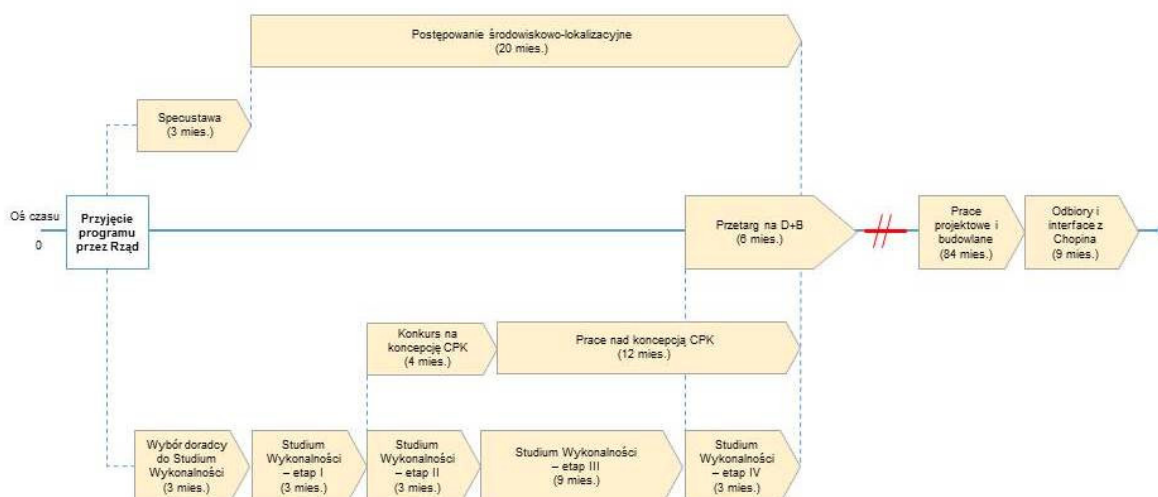 Postępowanie środowiskowo-lokalizacyjne
(20 mies.)
Specustawa
(3 mies.)
Oś czasu
0
Przyjęcie
programu
przez Rząd
Przetarg na D+B
(6 mies.)
Prace
projektowe i
budowlane
(84 mies.)
Odbiory i
interface z
Chopina
(9 mies.)
Konkurs na
koncepcję CPK
(4 mies.)
Prace nad koncepcją CPK
(12 mies.)
Wybór doradcy
do Studium
Wykonalności
(3 mies.)
Studium
Wykonalności
– etap I
(3 mies.)
Studium
Wykonalności
– etap II
(3 mies.)
Studium Wykonalności
– etap III
(9 mies.)
Studium
Wykonalności
– etap IV
(3 mies.)